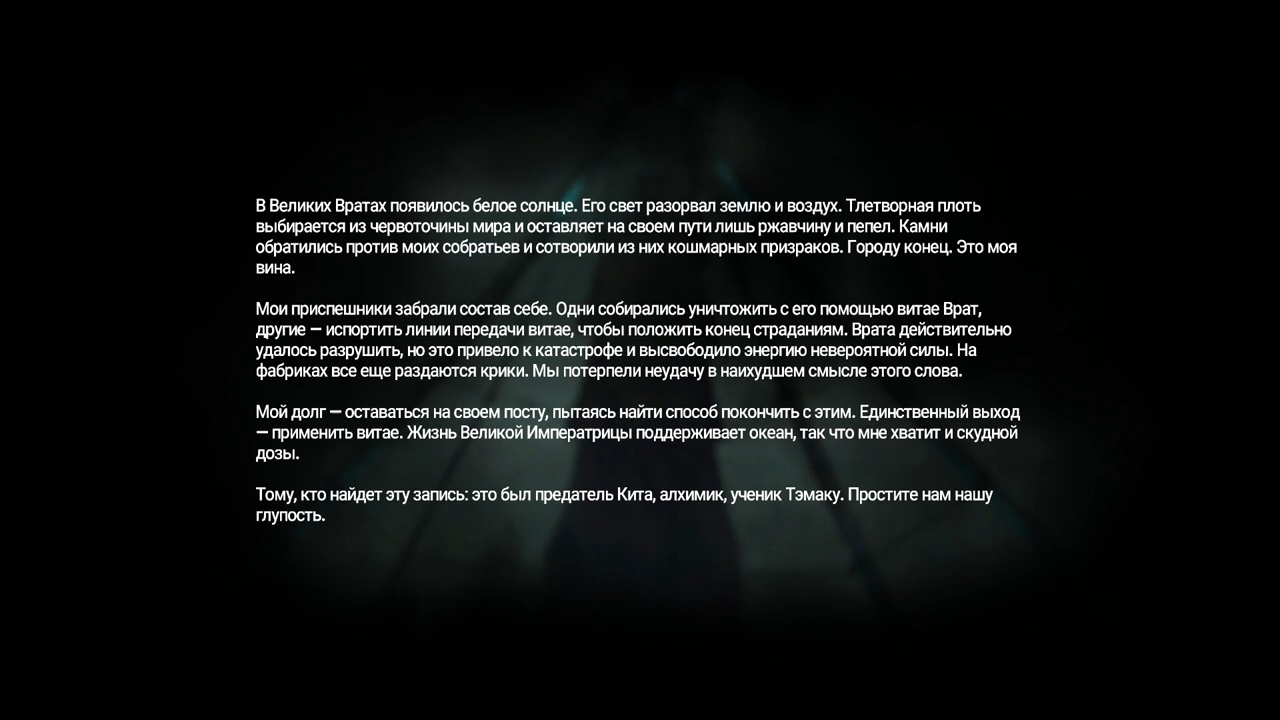 В Великих Вратах появилось белое солнце. Его свет разорвал землю и воздух. Тлетворная плоть
выбирается из червоточины мира и оставляет на своем пути лишь ржавчину и пепел. Камни
обратились против моих собратьев и сотворили из них кошмарных призраков. Городу конец. Это моя
вина.
Мои приспешники забрали состав себе. Одни собирались уничтожить с его помощью витае Врат,
другие — испортить линии передачи витае, чтобы положить конец страданиям. Врата действительно
удалось разрушить, но это привело к катастрофе и высвободило энергию невероятной силы. На
фабриках все еще раздаются крики. Мы потерпели неудачу в наихудшем смысле этого слова.
Мой долг — оставаться на своем посту, пытаясь найти способ покончить с этим. Единственный выход
— применить витае. Жизнь Великой Императрицы поддерживает океан, так что мне хватит и скудной
дозы.
Тому, кто найдет эту запись: это был предатель Кита, алхимик, ученик Тэмаку. Простите нам нашу
глупость.